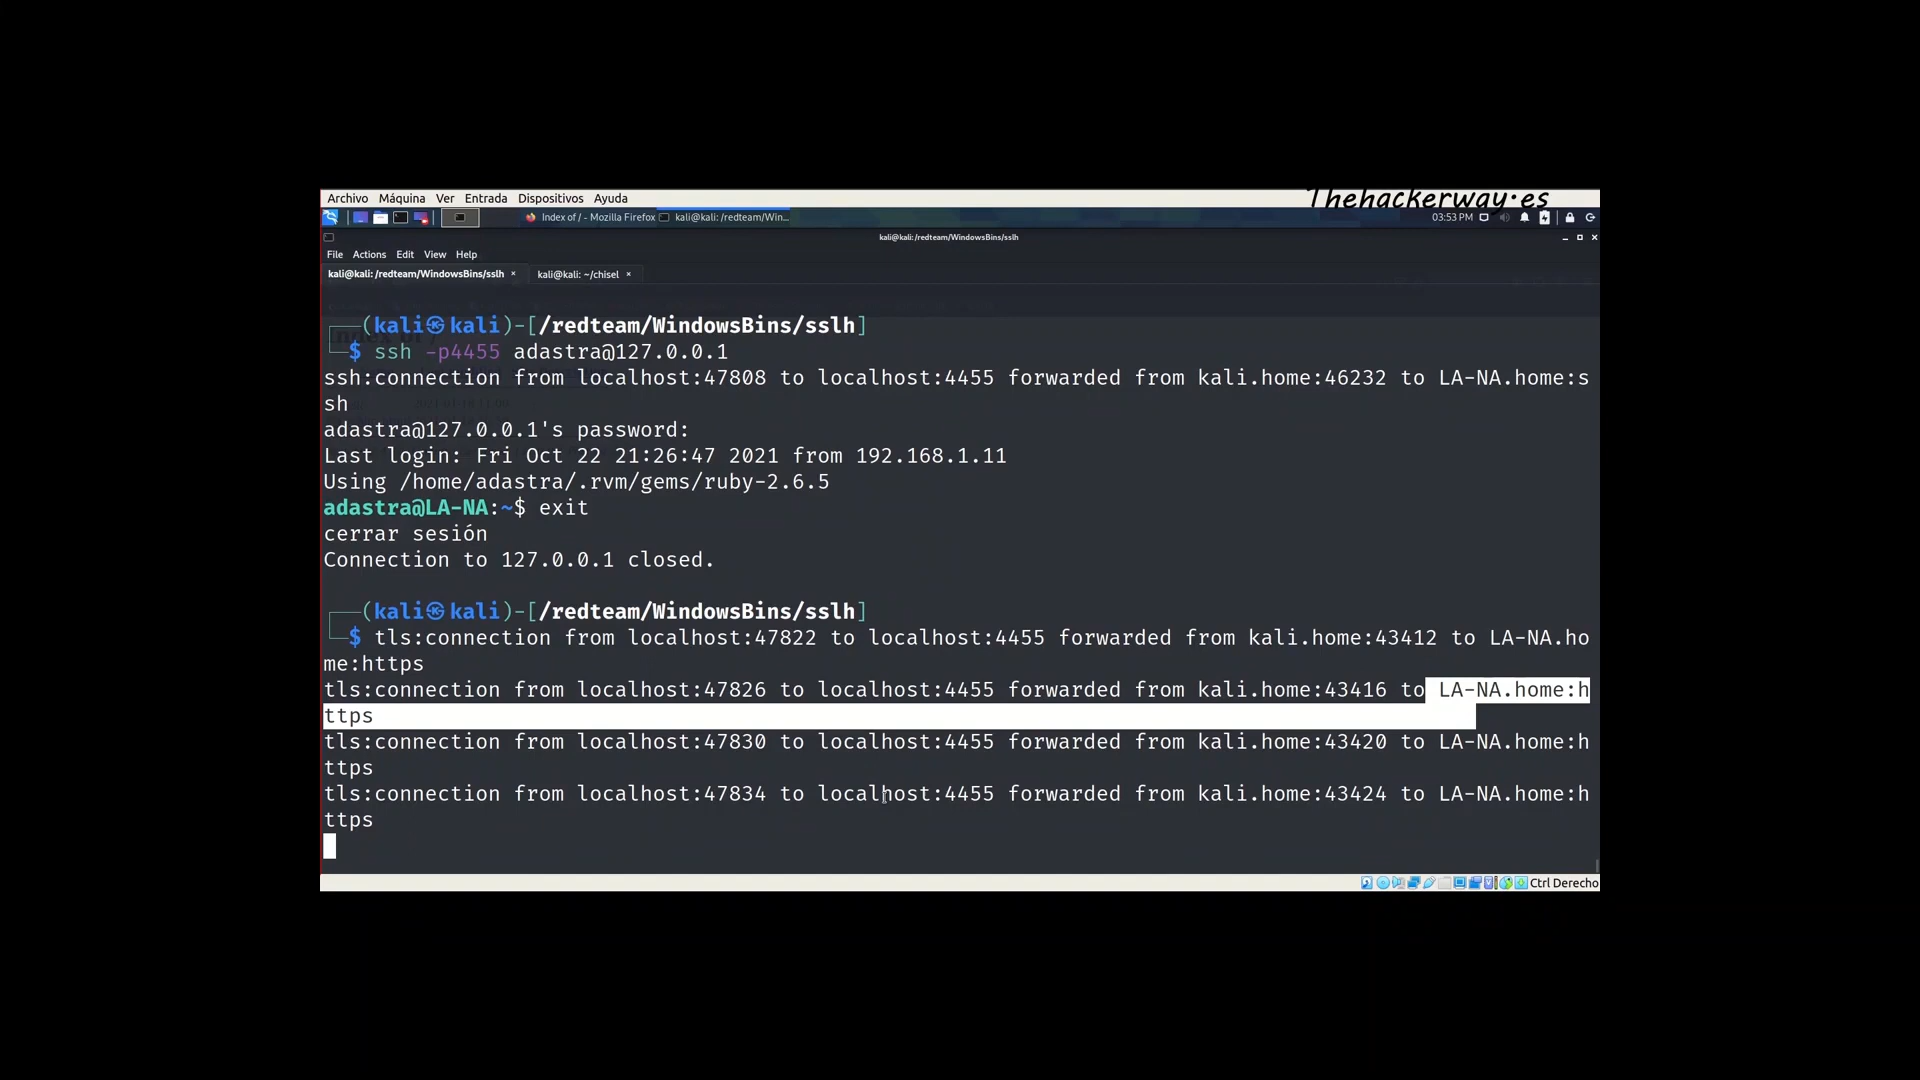 Archivo Máquina Ver Entrada Dispositivos Ayuda
Thehackerway.es
Index of / - Mozilla Firefox kali@kali: /redteam/Win... 03:53 PM
kali@kali: /redteam/WindowsBins/sslh
File Actions Edit View Help
kali@kali: /redteam/WindowsBins/sslh × kali@kali: ~/chisel ×
┌──(kali㉿kali)-[/redteam/WindowsBins/sslh]
└─$ ssh -p4455 adastra@127.0.0.1
ssh:connection from localhost:47808 to localhost:4455 forwarded from kali.home:46232 to LA-NA.home:s
sh
adastra@127.0.0.1's password:
Last login: Fri Oct 22 21:26:47 2021 from 192.168.1.11
Using /home/adastra/.rvm/gems/ruby-2.6.5
adastra@LA-NA:~$ exit
cerrar sesión
Connection to 127.0.0.1 closed.
┌──(kali㉿kali)-[/redteam/WindowsBins/sslh]
└─$ tls:connection from localhost:47822 to localhost:4455 forwarded from kali.home:43412 to LA-NA.ho
me:https
tls:connection from localhost:47826 to localhost:4455 forwarded from kali.home:43416 to LA-NA.home:h
ttps
tls:connection from localhost:47830 to localhost:4455 forwarded from kali.home:43420 to LA-NA.home:h
ttps
tls:connection from localhost:47834 to localhost:4455 forwarded from kali.home:43424 to LA-NA.home:h
ttps
Ctrl Derecho